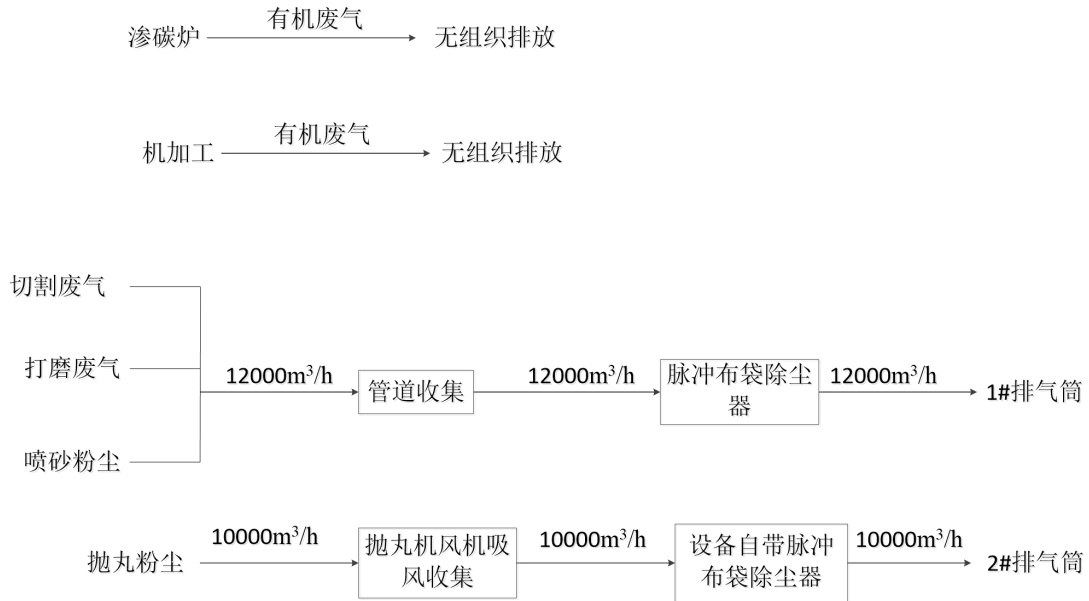 有机废气
渗碳炉
无组织排放
有机废气
机加工
无组织排放
切割废气
打磨废气
喷砂粉尘
12000m³/h
管道收集
12000m³/h
脉冲布袋除尘
器
12000m³/h
1#排气筒
抛丸粉尘
10000m³/h
抛丸机风机吸
风收集
10000m³/h
设备自带脉冲
布袋除尘器
10000m³/h
2#排气筒